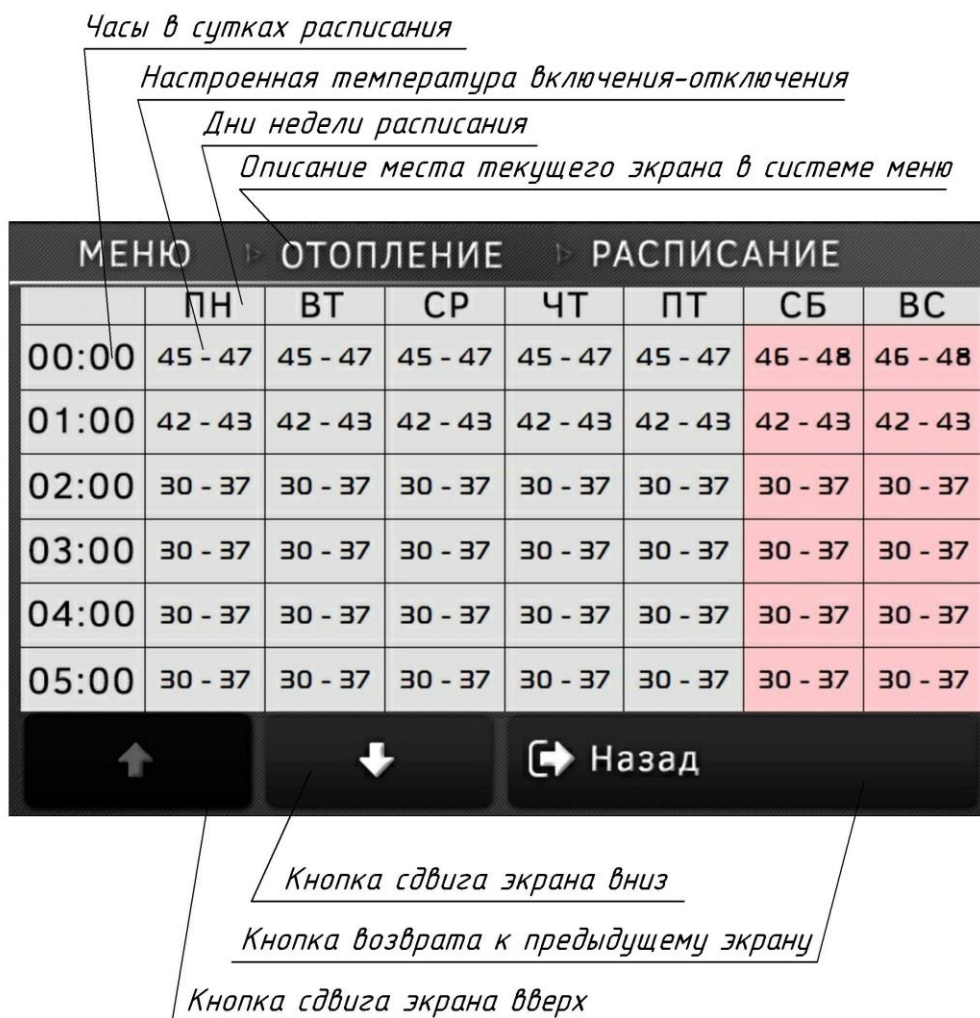 Часы в сутках расписания
Настроенная температура включения-отключения
Дни недели расписания
Описание места текущего экрана в системе меню
МЕНЮ ОТОПЛЕНИЕ РАСПИСАНИЕ
ПН ВТ СР ЧТ ПТ СБ ВС
00:00 45 - 47 45 - 47 45 - 47 45 - 47 45 - 47 46 - 48 46 - 48
01:00 42 - 43 42 - 43 42 - 43 42 - 43 42 - 43 42 - 43 42 - 43
02:00 30 - 37 30 - 37 30 - 37 30 - 37 30 - 37 30 - 37 30 - 37
03:00 30 - 37 30 - 37 30 - 37 30 - 37 30 - 37 30 - 37 30 - 37
04:00 30 - 37 30 - 37 30 - 37 30 - 37 30 - 37 30 - 37 30 - 37
05:00 30 - 37 30 - 37 30 - 37 30 - 37 30 - 37 30 - 37 30 - 37
Назад
Кнопка сдвига экрана вниз
Кнопка возврата к предыдущему экрану
Кнопка сдвига экрана вверх